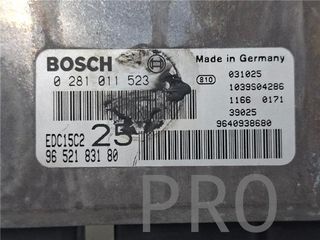 BOSCH
0 281 011 523
EDC15C2 25
96 521 831 80
Made in Germany
810
031025
1039S04286
1166 0171
39025
9640938680
PRO